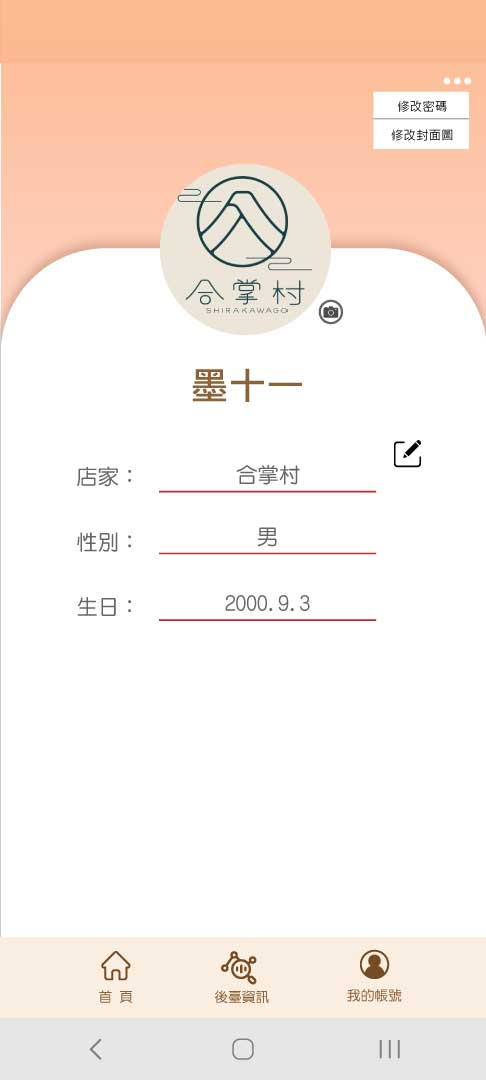 修改密碼
修改封面圖
合掌村
SHIRAKAWAGO
墨十一
店家： 合掌村
性別： 男
生日： 2000.9.3
首頁 後臺資訊 我的帳號